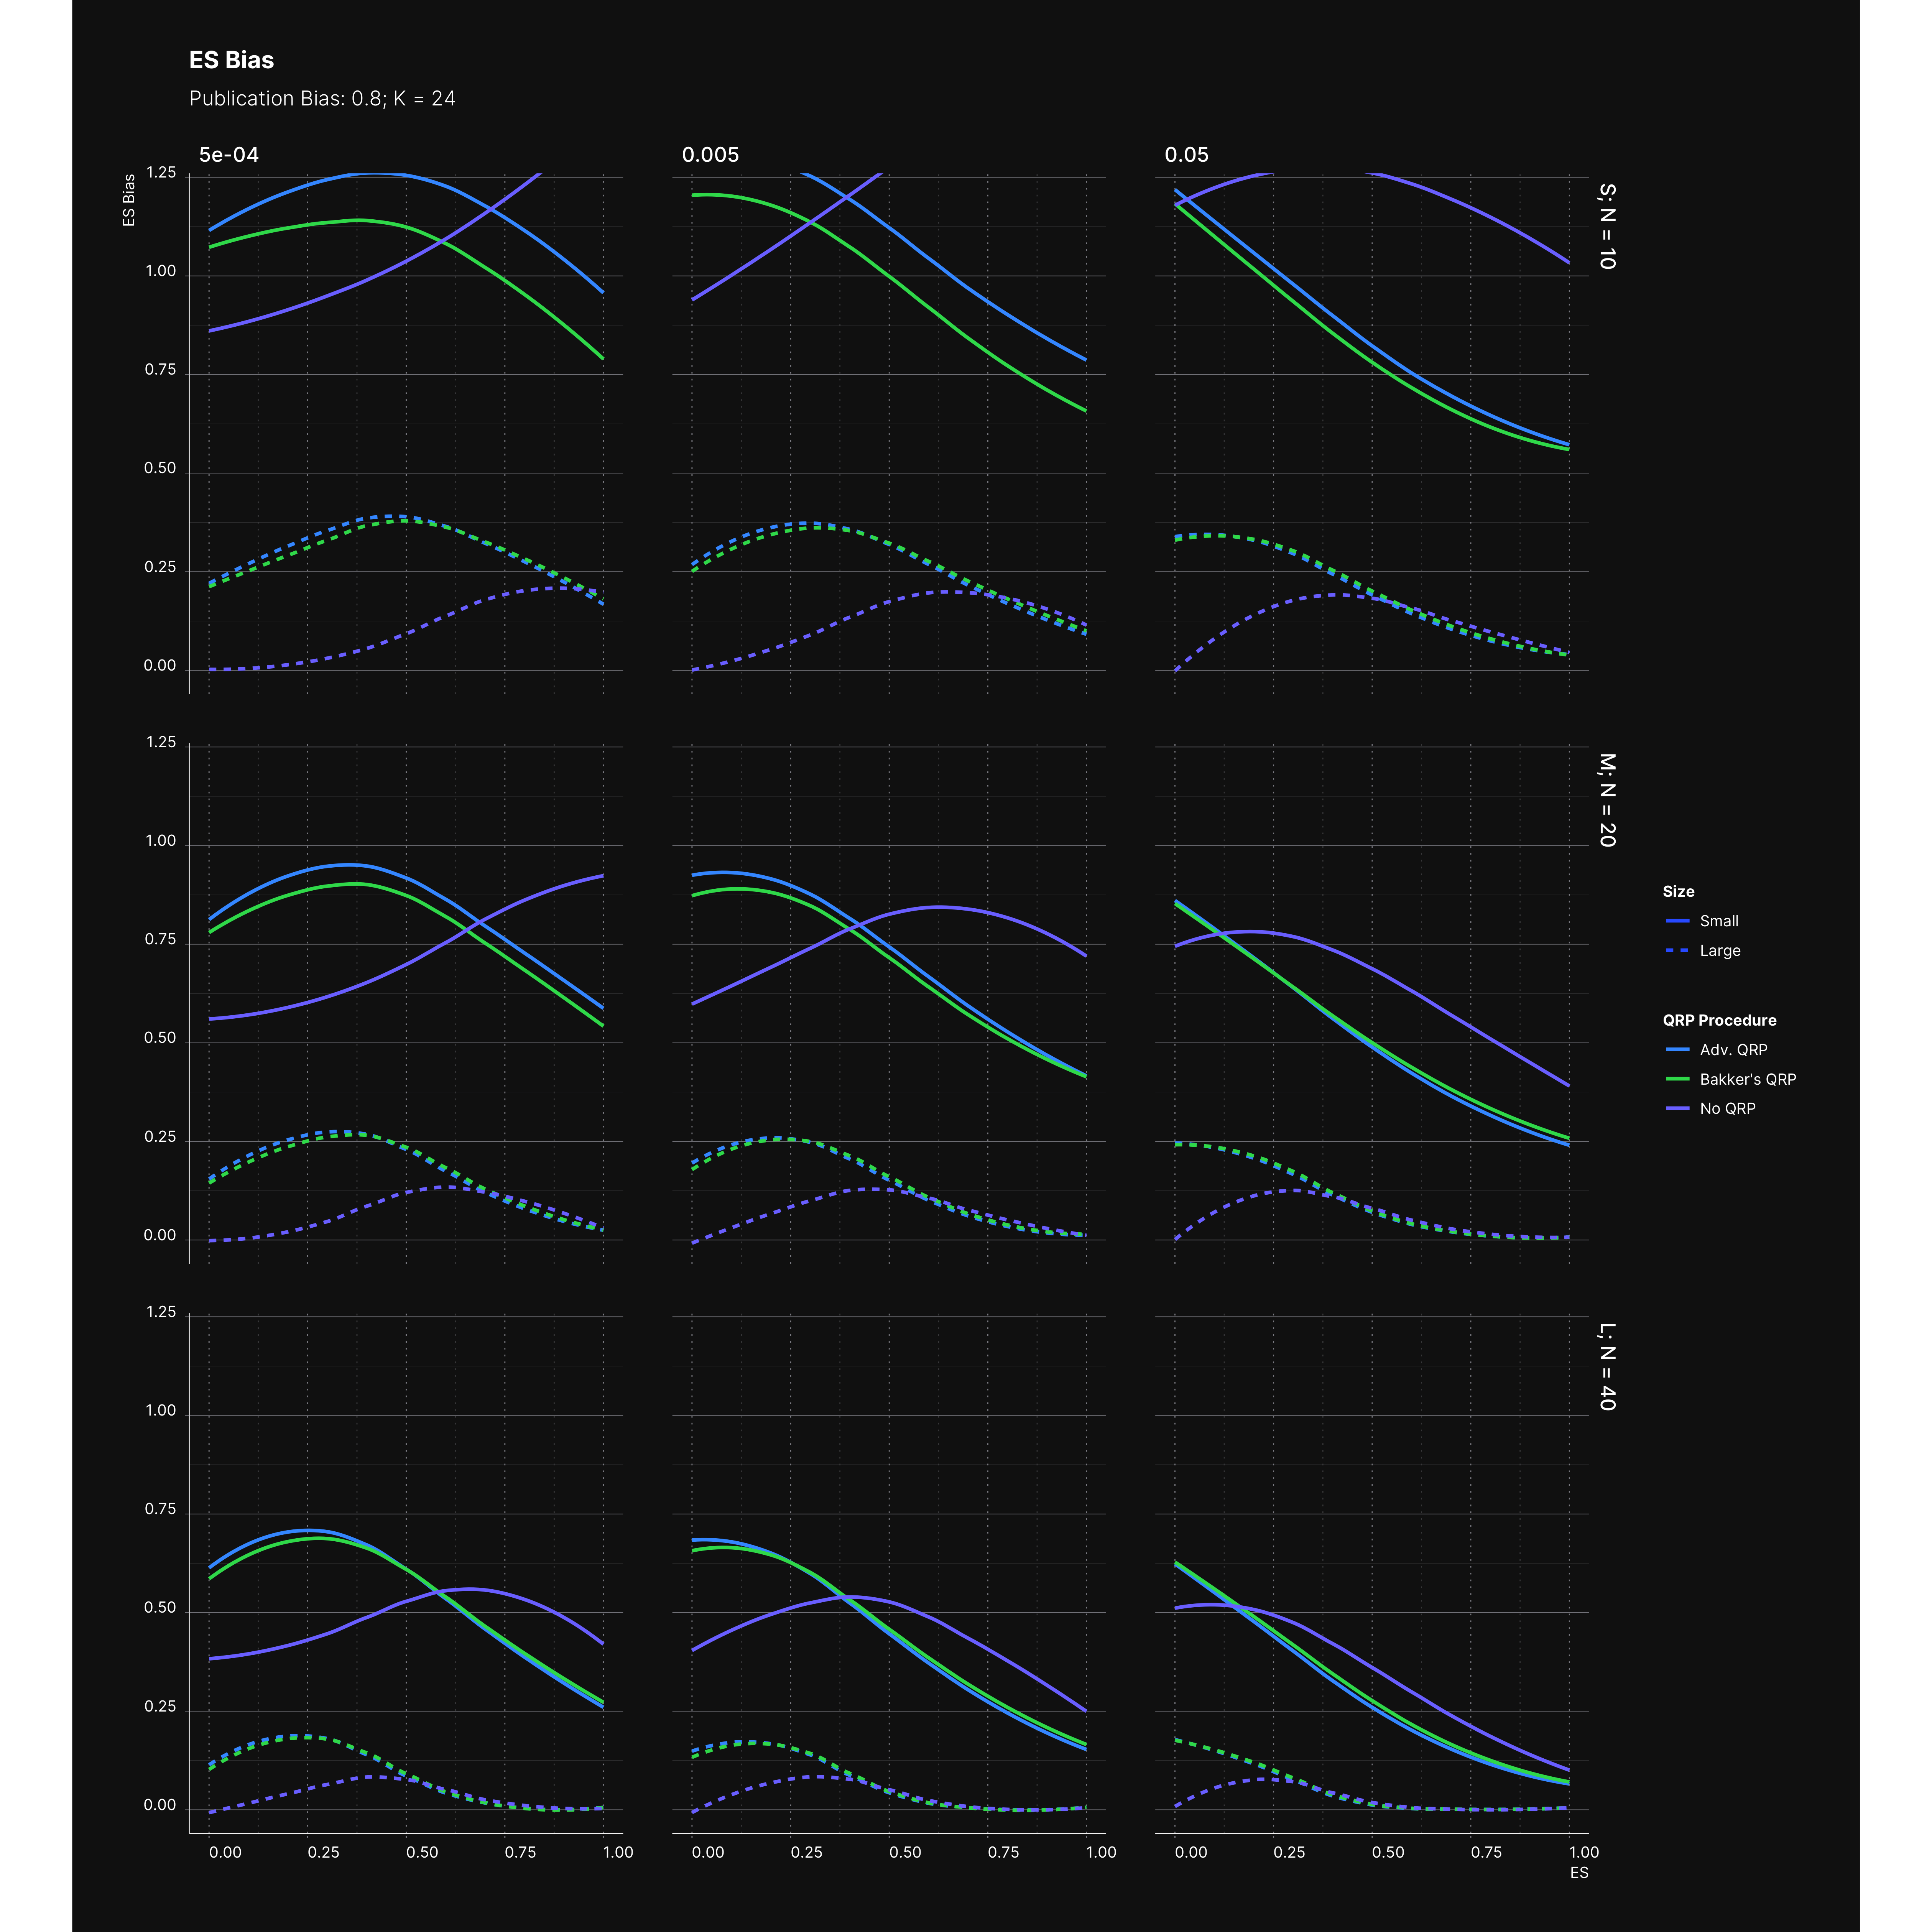 ES Bias
Publication Bias: 0.8; K = 24
5e-04
0.005
0.05
ES Bias
1.25
1.00
0.75
0.50
0.25
0.00
S; N = 10
1.25
1.00
0.75
0.50
0.25
0.00
M; N = 20
1.25
1.00
0.75
0.50
0.25
0.00
L; N = 40
0.00 0.25 0.50 0.75 1.00
0.00 0.25 0.50 0.75 1.00
0.00 0.25 0.50 0.75 1.00
ES
Size
Small
Large
QRP Procedure
Adv. QRP
Bakker's QRP
No QRP